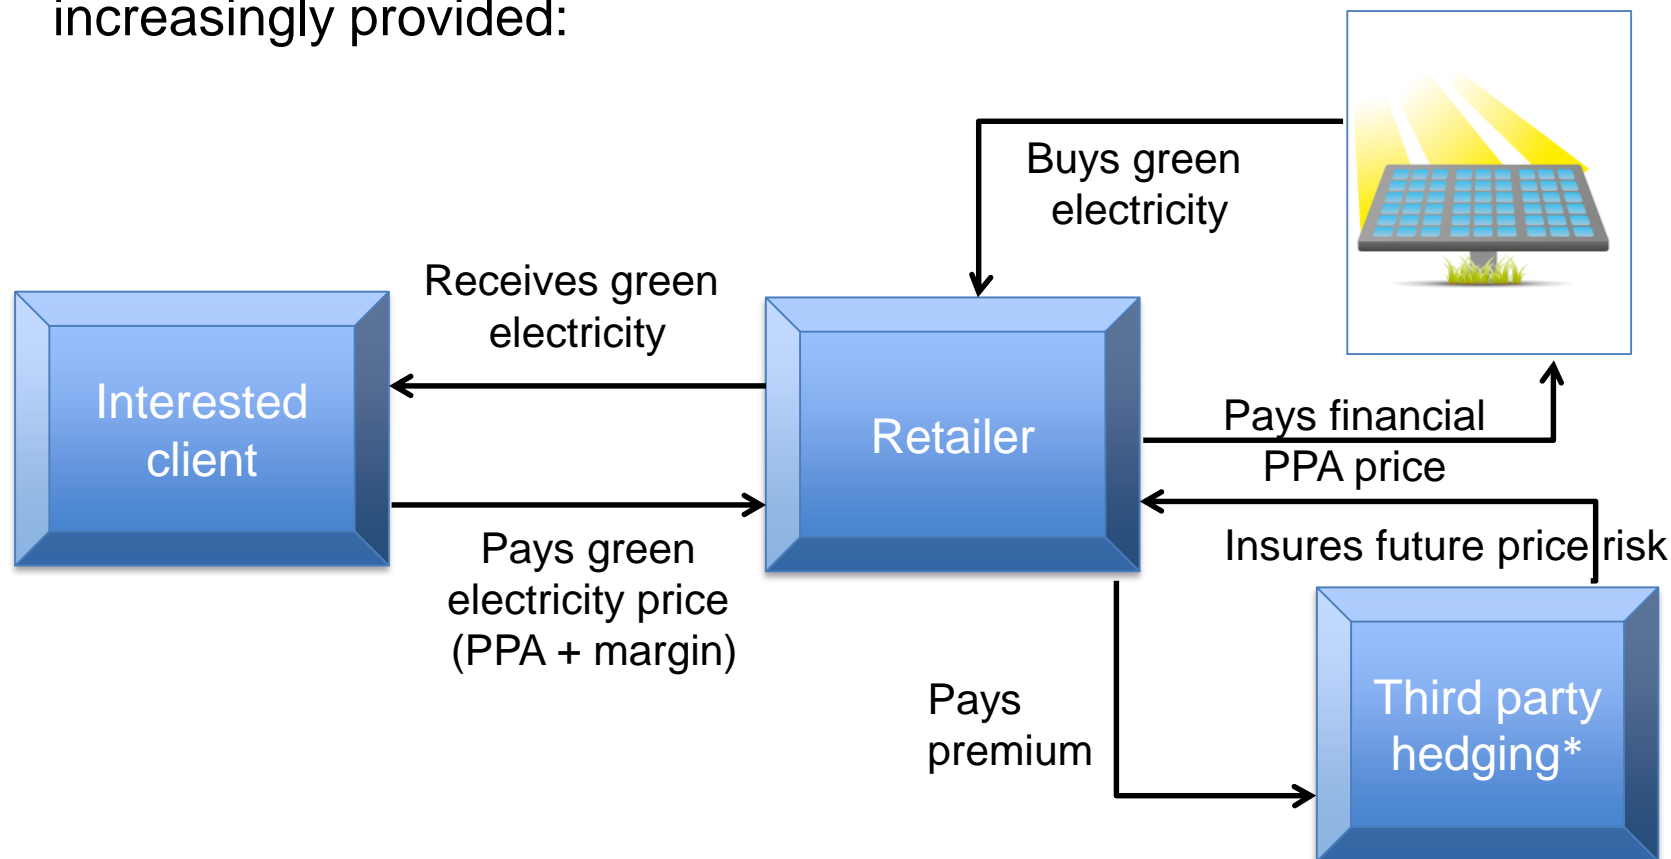 increasingly provided:
Buys green
electricity
Receives green
electricity
Interested
client
Retailer
Pays financial
PPA price
Pays green
electricity price
(PPA + margin)
Insures future price risk
Pays
premium
Third party
hedging*